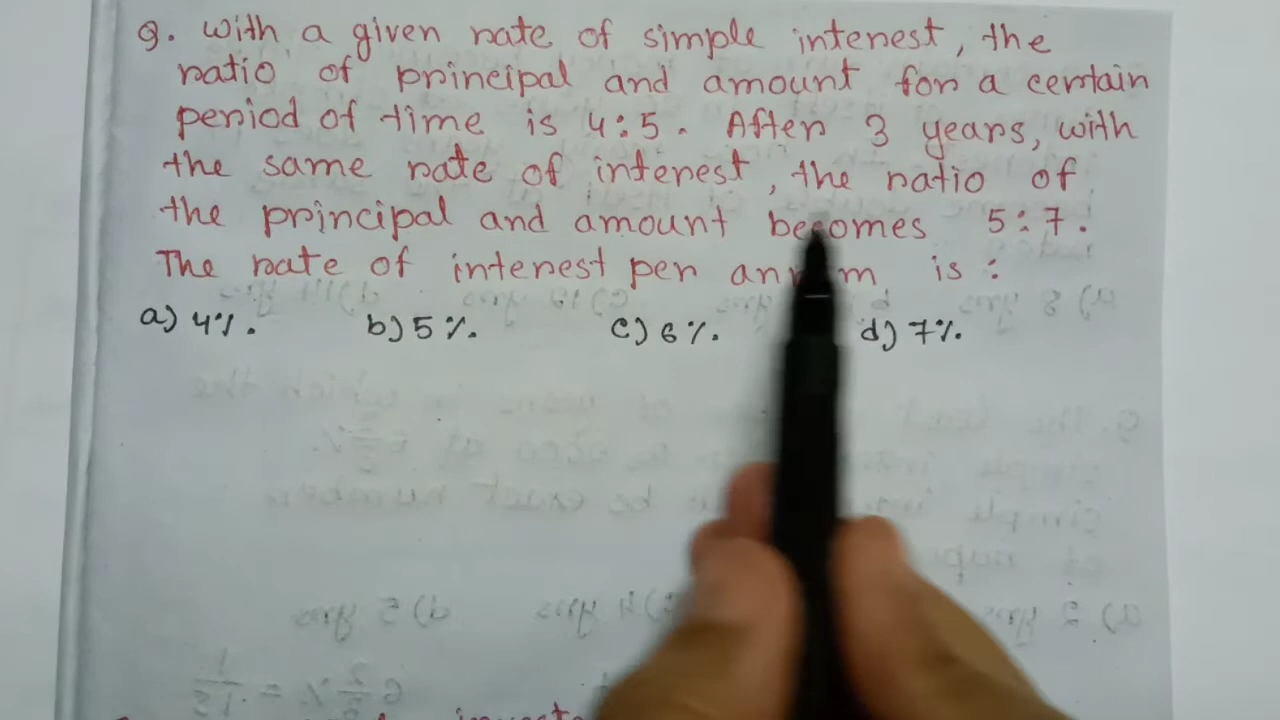 9. With a given rate of simple interest, the
ratio of principal and amount for a certain
period of time is 4:5. After 3 years, with
the same rate of interest, the ratio of
the principal and amount becomes 5:7.
The rate of interest per annum is :
a) 4%. b) 5%. c) 6%. d) 7%.